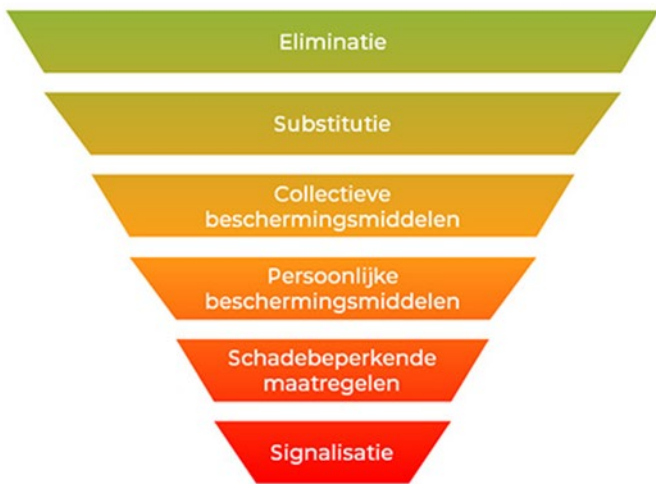 Eliminatie
Substitutie
Collectieve
beschermingsmiddelen
Persoonlijke
beschermingsmiddelen
Schadebeperkende
maatregelen
Signalisatie